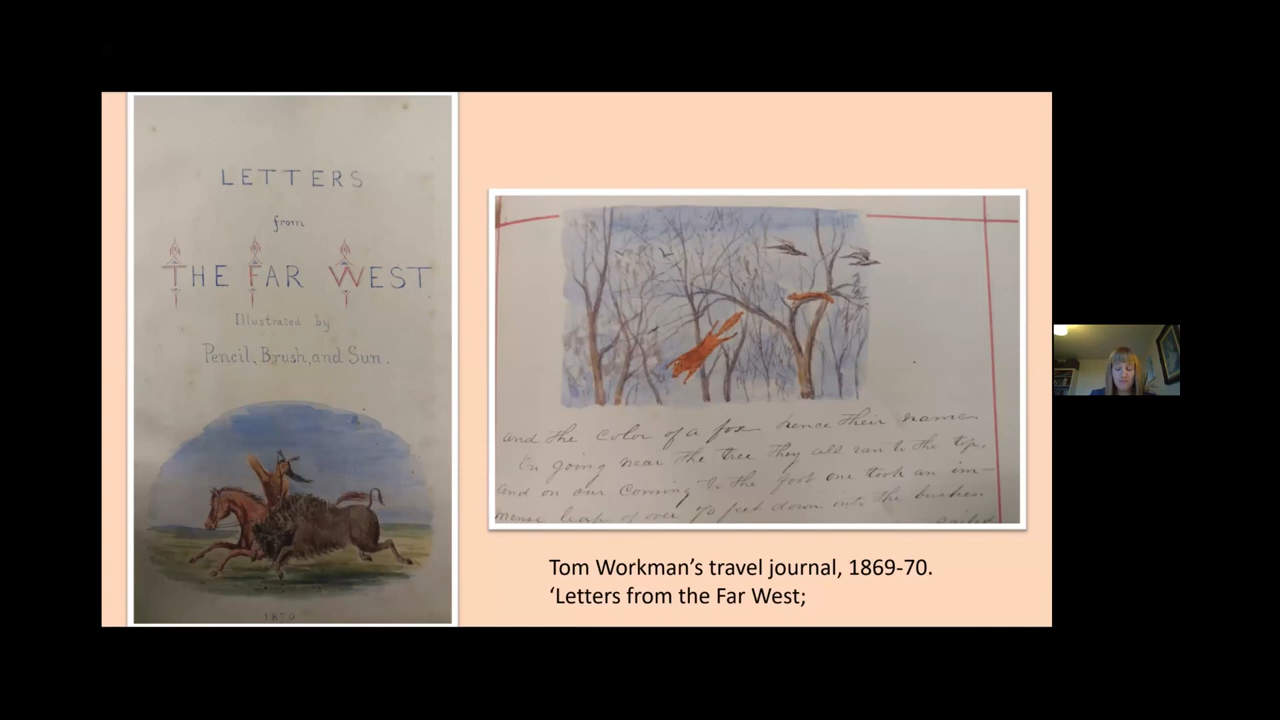 LETTERS
from
THE FAR WEST
Illustrated by
Pencil, Brush, and Sun.
1870
and the color of a fox hence their name.
On going near the tree they all ran to the top.
and on our coming to the foot one took an im-
mense leap of over 70 feet down into the bushes.
Tom Workman’s travel journal, 1869-70.
‘Letters from the Far West;